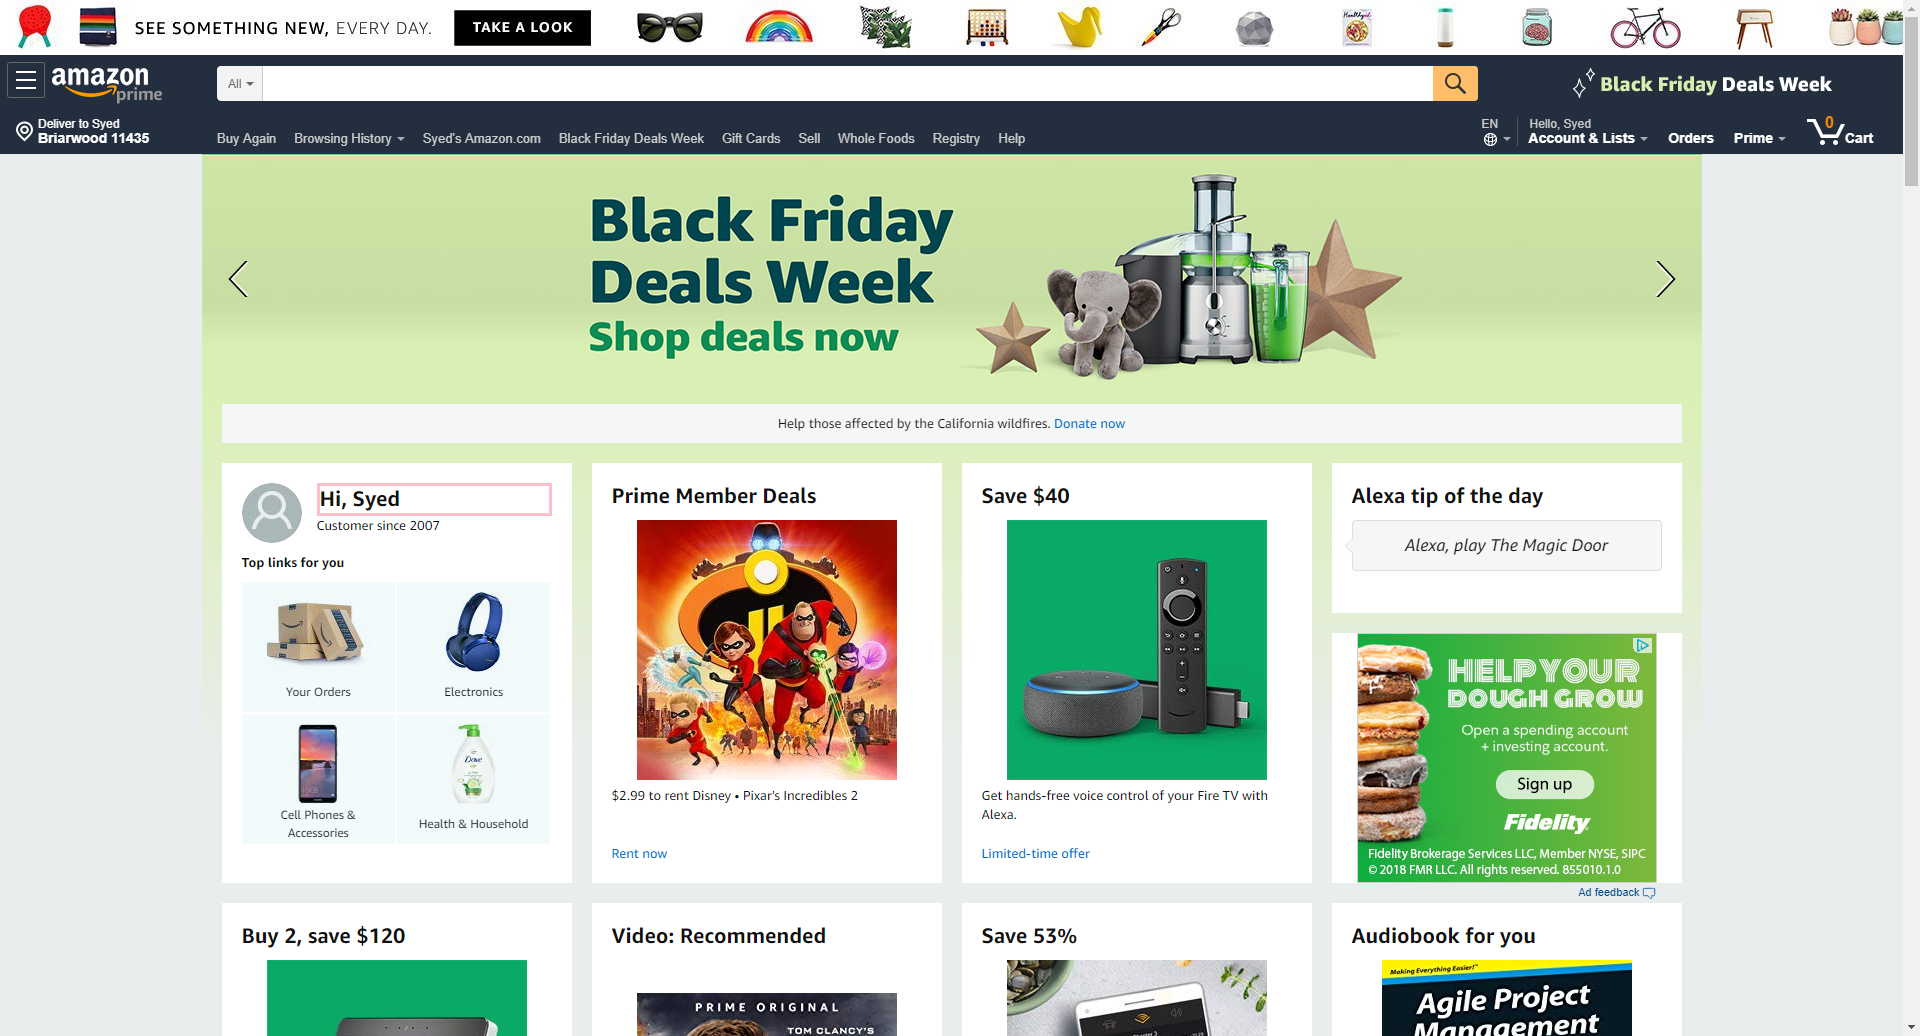 SEE SOMETHING NEW, EVERY DAY. TAKE A LOOK
amazon prime
All
Black Friday Deals Week
Deliver to Syed
Briarwood 11435
Buy Again Browsing History Syed's Amazon.com Black Friday Deals Week Gift Cards Sell Whole Foods Registry Help
EN
Hello, Syed
Account & Lists Orders Prime 0 Cart
Black Friday
Deals Week
Shop deals now
Help those affected by the California wildfires. Donate now
Hi, Syed
Customer since 2007
Top links for you
Your Orders
Electronics
Dove
Cell Phones &
Accessories
Health & Household
Prime Member Deals
$2.99 to rent Disney • Pixar's Incredibles 2
Rent now
Save $40
Get hands-free voice control of your Fire TV with
Alexa.
Limited-time offer
Alexa tip of the day
Alexa, play The Magic Door
HELP YOUR
DOUGH GROW
Open a spending account
+ investing account.
Sign up
Fidelity
Fidelity Brokerage Services LLC, Member NYSE, SIPC
© 2018 FMR LLC. All rights reserved. 855010.1.0
Ad feedback
Buy 2, save $120
Video: Recommended
PRIME ORIGINAL
TOM CLANCY'S
Save 53%
Audiobook for you
Making Everything Easier!™
Agile Project
Management